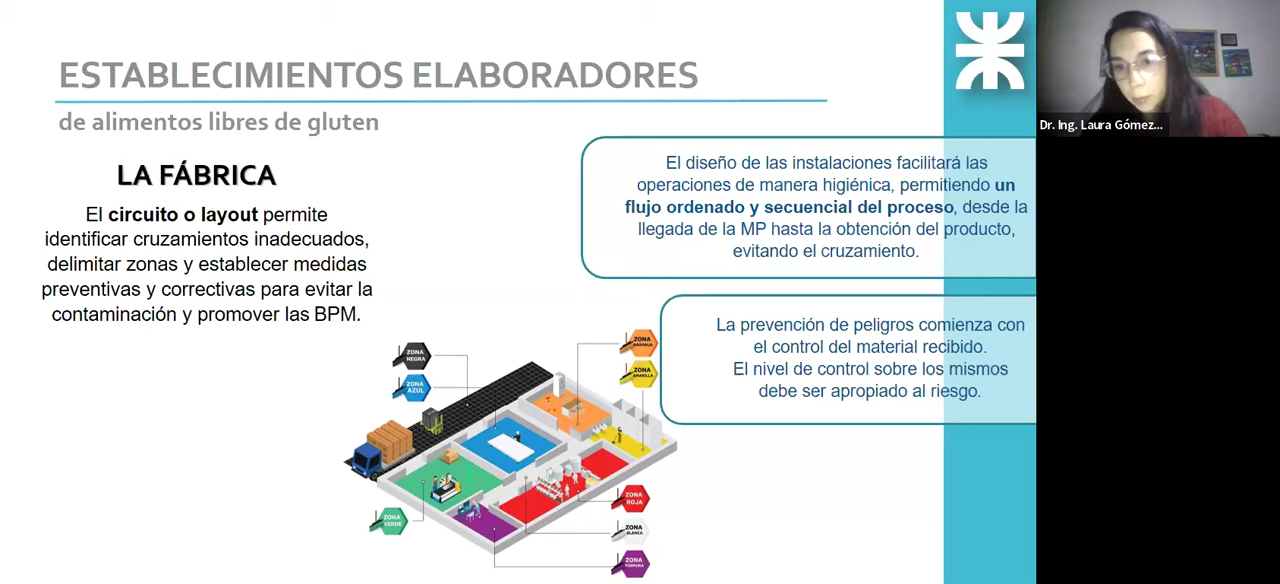 ESTABLECIMIENTOS ELABORADORES
de alimentos libres de gluten
LA FÁBRICA
El circuito o layout permite
identificar cruzamientos inadecuados,
delimitar zonas y establecer medidas
preventivas y correctivas para evitar la
contaminación y promover las BPM.
El diseño de las instalaciones facilitará las
operaciones de manera higiénica, permitiendo un
flujo ordenado y secuencial del proceso, desde la
llegada de la MP hasta la obtención del producto,
evitando el cruzamiento.
La prevención de peligros comienza con
el control del material recibido.
El nivel de control sobre los mismos
debe ser apropiado al riesgo.
ZONA
NEGRA
ZONA
AZUL
ZONA
NARANJA
ZONA
AMARILLA
ZONA
VERDE
ZONA
ROJA
ZONA
BLANCA
ZONA
PÚRPURA
Dr. Ing. Laura Gómez...